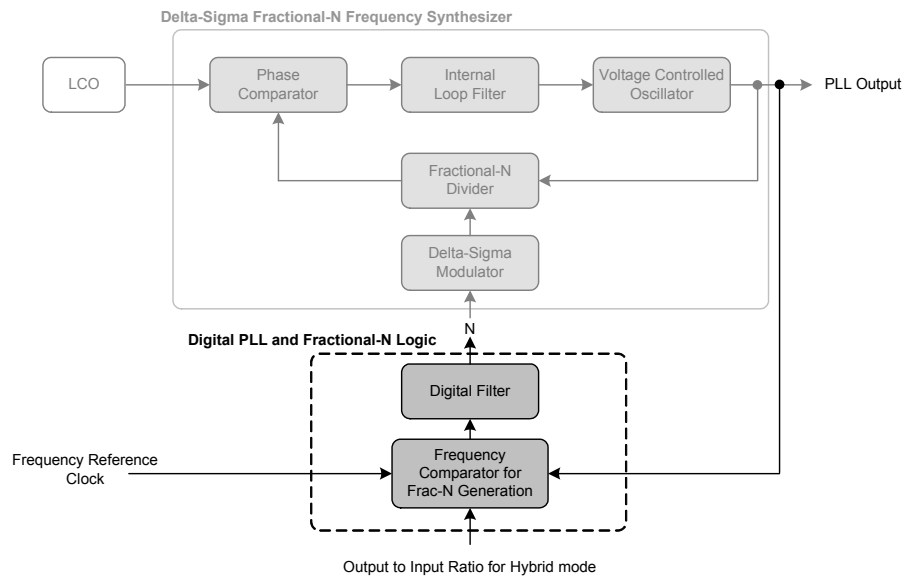 Delta-Sigma Fractional-N Frequency Synthesizer
LCO
Phase
Comparator
Internal
Loop Filter
Voltage Controlled
Oscillator
PLL Output
Fractional-N
Divider
Delta-Sigma
Modulator
N
Digital PLL and Fractional-N Logic
Digital Filter
Frequency Reference
Clock
Frequency
Comparator for
Frac-N Generation
Output to Input Ratio for Hybrid mode